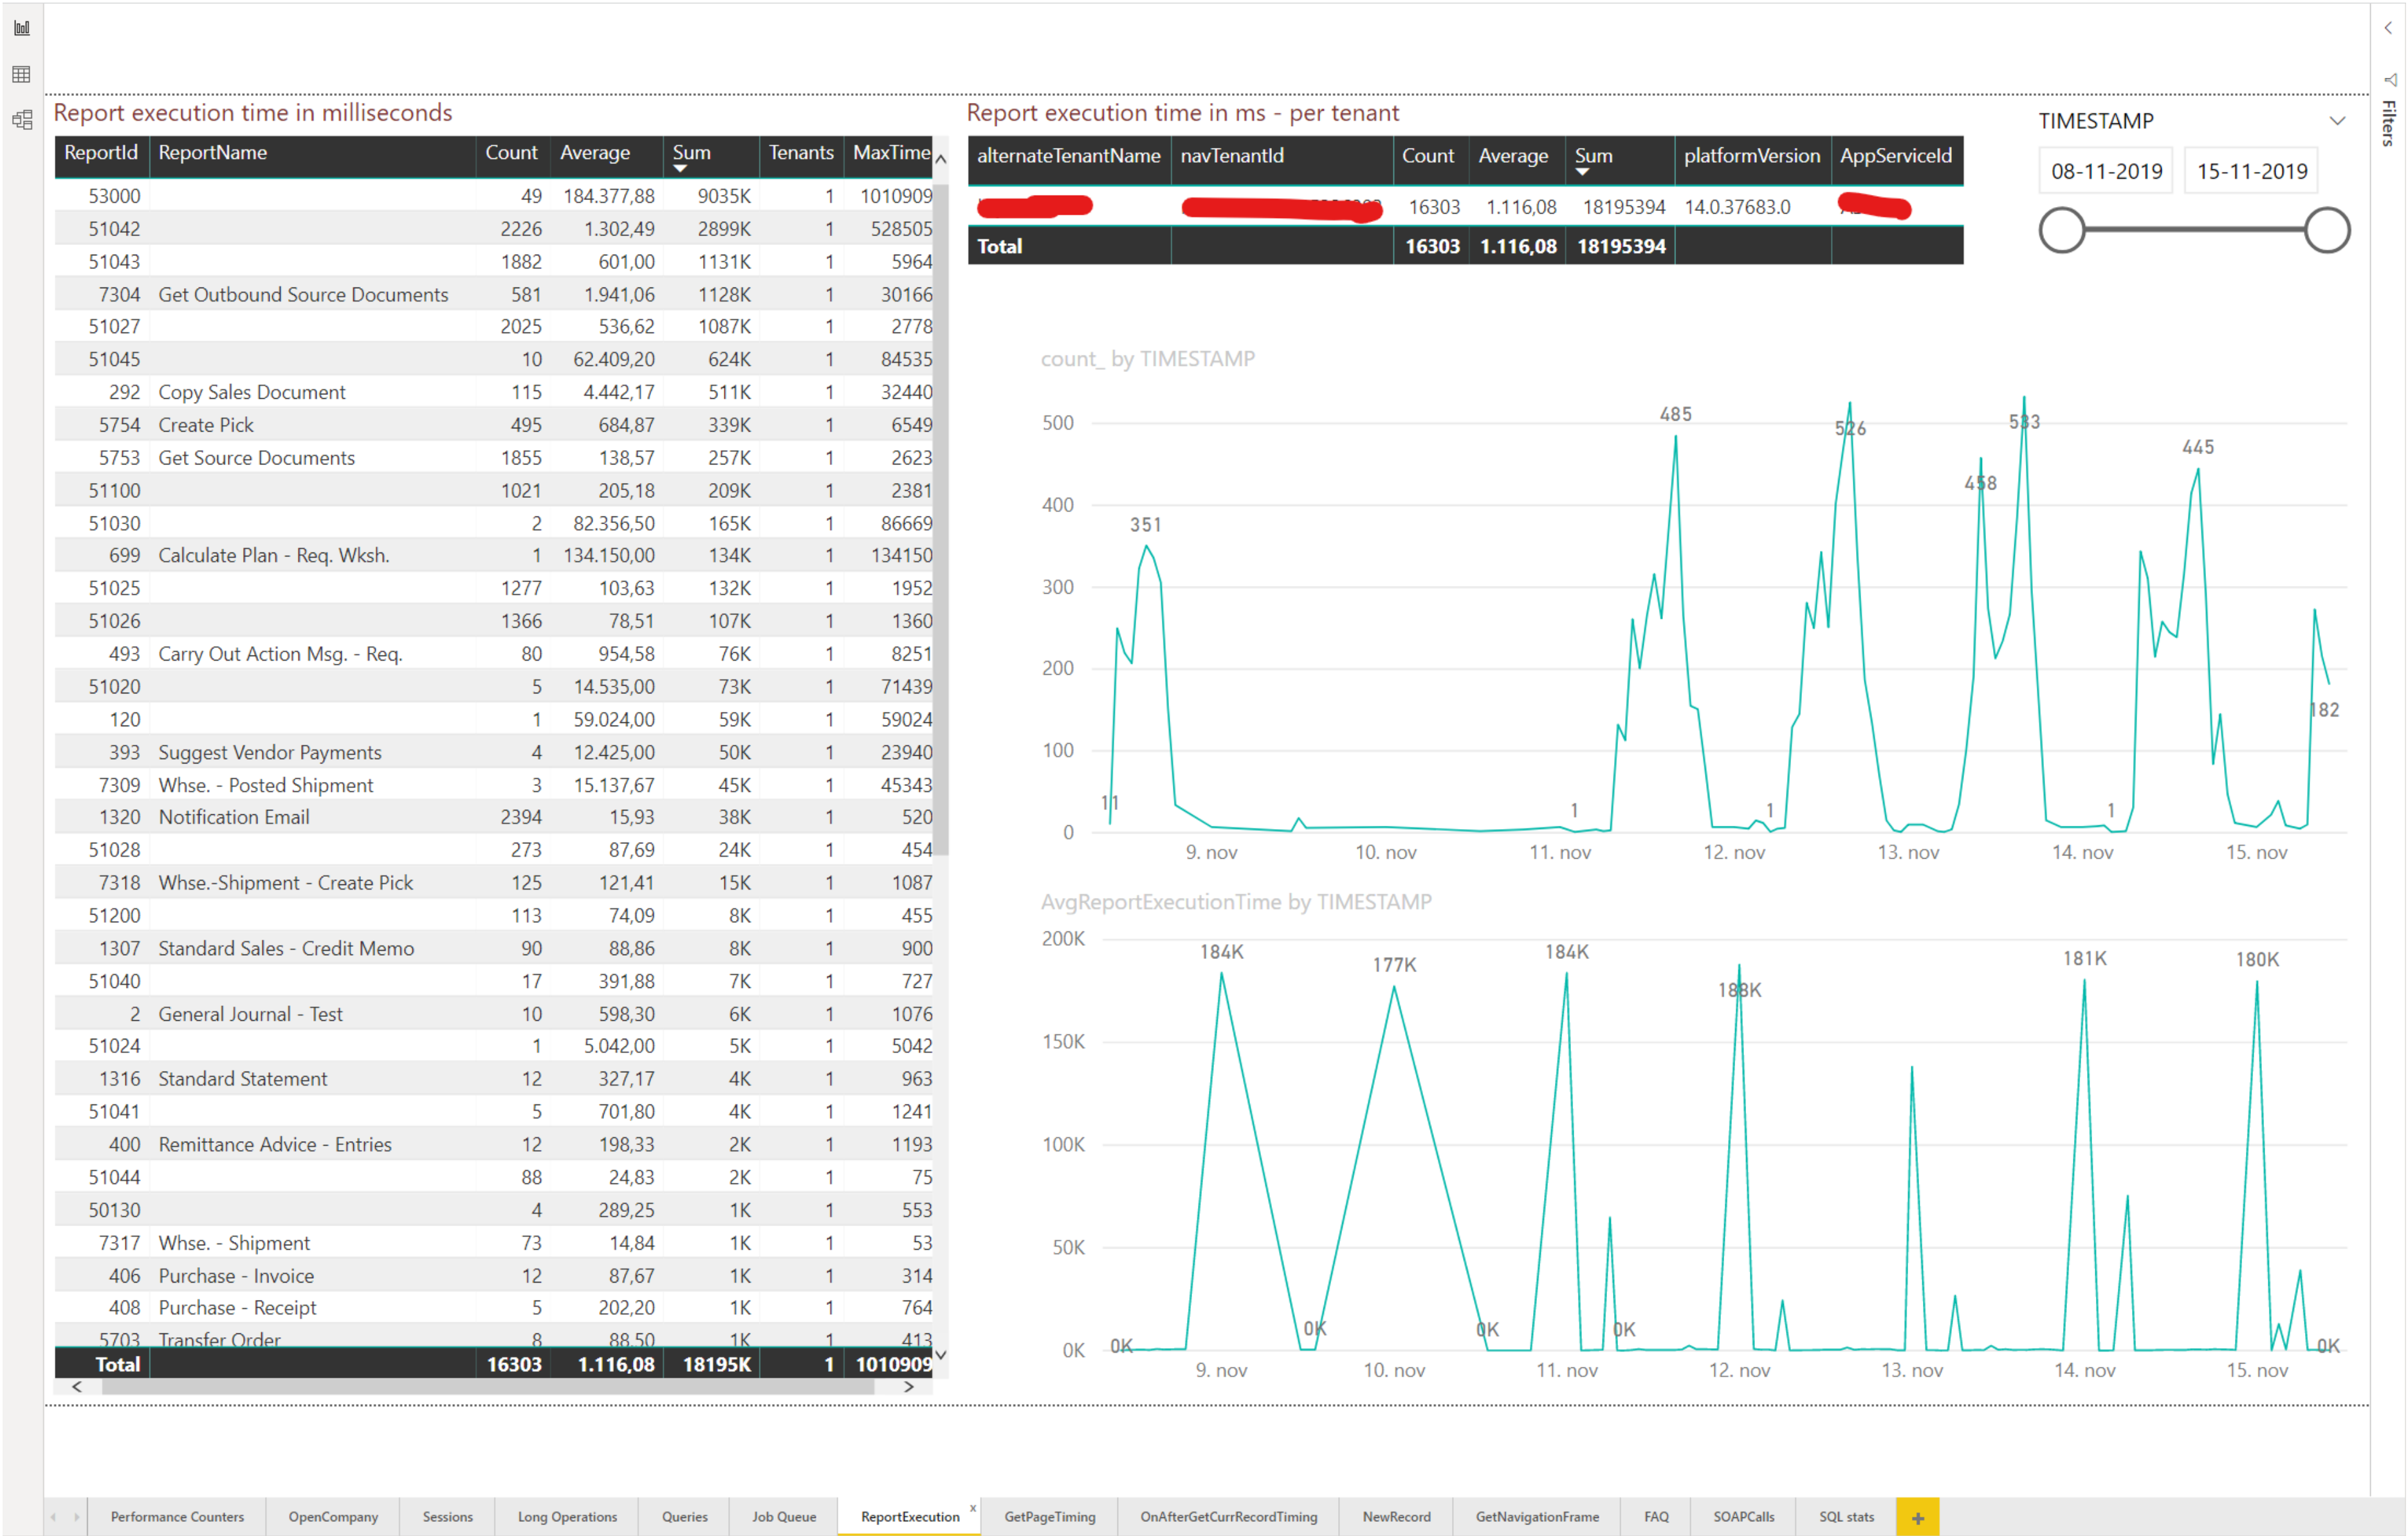 Report execution time in milliseconds
ReportId ReportName Count Average Sum Tenants MaxTime
53000 49 184.377,88 9035K 1 1010909
51042 2226 1.302,49 2899K 1 528505
51043 1882 601,00 1131K 1 5964
7304 Get Outbound Source Documents 581 1.941,06 1128K 1 30166
51027 2025 536,62 1087K 1 2778
51045 10 62.409,20 624K 1 84535
292 Copy Sales Document 115 4.442,17 511K 1 32440
5754 Create Pick 495 684,87 339K 1 6549
5753 Get Source Documents 1855 138,57 257K 1 2623
51100 1021 205,18 209K 1 2381
51030 2 82.356,50 165K 1 86669
699 Calculate Plan - Req. Wksh. 1 134.150,00 134K 1 134150
51025 1277 103,63 132K 1 1952
51026 1366 78,51 107K 1 1360
493 Carry Out Action Msg. - Req. 80 954,58 76K 1 8251
51020 5 14.535,00 73K 1 71439
120 1 59.024,00 59K 1 59024
393 Suggest Vendor Payments 4 12.425,00 50K 1 23940
7309 Whse. - Posted Shipment 3 15.137,67 45K 1 45343
1320 Notification Email 2394 15,93 38K 1 520
51028 273 87,69 24K 1 454
7318 Whse.-Shipment - Create Pick 125 121,41 15K 1 1087
51200 113 74,09 8K 1 455
1307 Standard Sales - Credit Memo 90 88,86 8K 1 900
51040 17 391,88 7K 1 727
2 General Journal - Test 10 598,30 6K 1 1076
51024 1 5.042,00 5K 1 5042
1316 Standard Statement 12 327,17 4K 1 963
51041 5 701,80 4K 1 1241
400 Remittance Advice - Entries 12 198,33 2K 1 1193
51044 88 24,83 2K 1 75
50130 4 289,25 1K 1 553
7317 Whse. - Shipment 73 14,84 1K 1 53
406 Purchase - Invoice 12 87,67 1K 1 314
408 Purchase - Receipt 5 202,20 1K 1 764
5703 Transfer Order 8 88,50 1K 1 413
Total 16303 1.116,08 18195K 1 1010909
Report execution time in ms - per tenant
alternateTenantName navTenantId Count Average Sum platformVersion AppServiceId
16303 1.116,08 18195394 14.0.37683.0
Total 16303 1.116,08 18195394
TIMESTAMP
08-11-2019 15-11-2019
Filters
count_ by TIMESTAMP
500
400
300
200
100
0
11 351 1 485 1 526 458 533 1 445 182
9. nov 10. nov 11. nov 12. nov 13. nov 14. nov 15. nov
AvgReportExecutionTime by TIMESTAMP
200K
150K
100K
50K
0K
0K 184K 0K 177K 0K 184K 0K 188K 181K 180K 0K
9. nov 10. nov 11. nov 12. nov 13. nov 14. nov 15. nov
Performance Counters OpenCompany Sessions Long Operations Queries Job Queue ReportExecution x GetPageTiming OnAfterGetCurrRecordTiming NewRecord GetNavigationFrame FAQ SOAPCalls SQL stats +